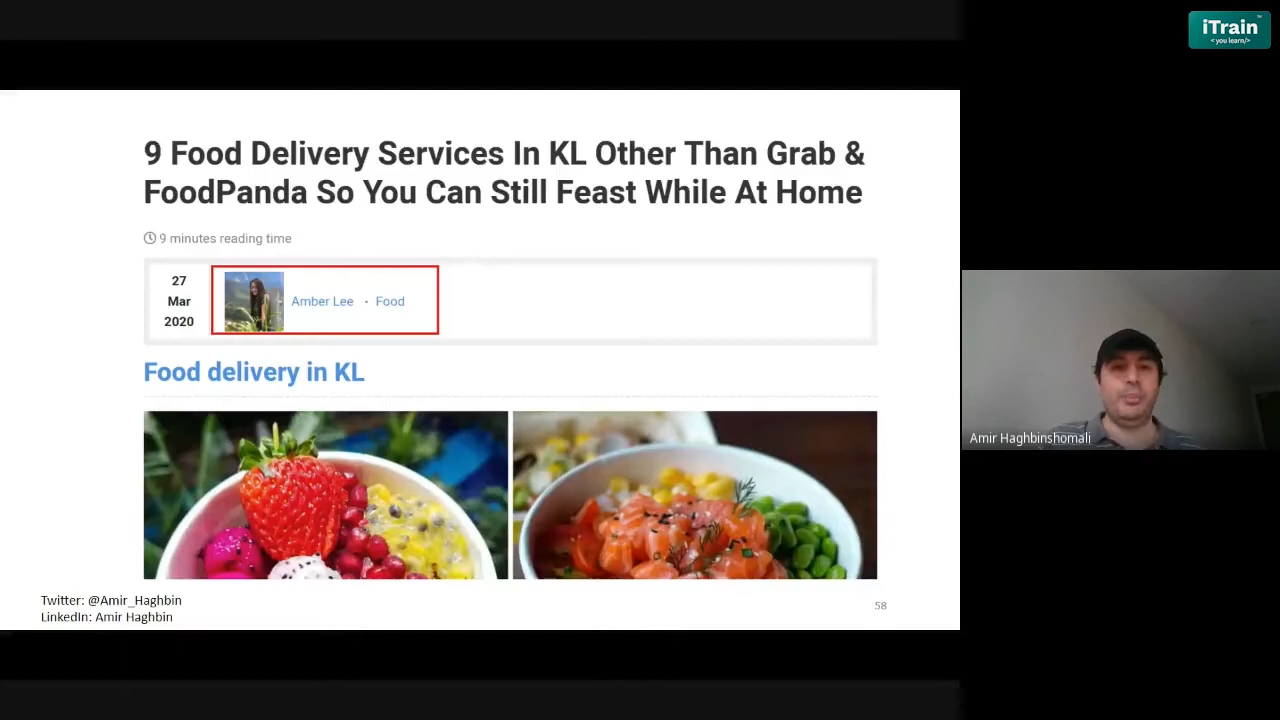 iTrain
< you learn/>
9 Food Delivery Services In KL Other Than Grab &
FoodPanda So You Can Still Feast While At Home
9 minutes reading time
27
Mar
2020
Amber Lee · Food
Food delivery in KL
Twitter: @Amir_Haghbin
LinkedIn: Amir Haghbin
58
Amir Haghbinshomali